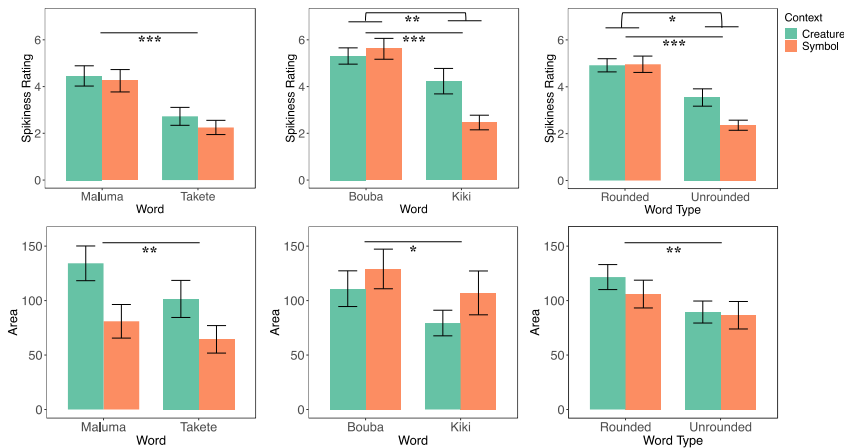 Context
Creature
Symbol
6
4
2
0
Spikiness Rating
***
Maluma
Takete
Word
6
4
2
0
Spikiness Rating
**
***
Bouba
Kiki
Word
6
4
2
0
Spikiness Rating
*
***
Rounded
Unrounded
Word Type
150
100
50
0
Area
**
Maluma
Takete
Word
150
100
50
0
Area
*
Bouba
Kiki
Word
150
100
50
0
Area
**
Rounded
Unrounded
Word Type